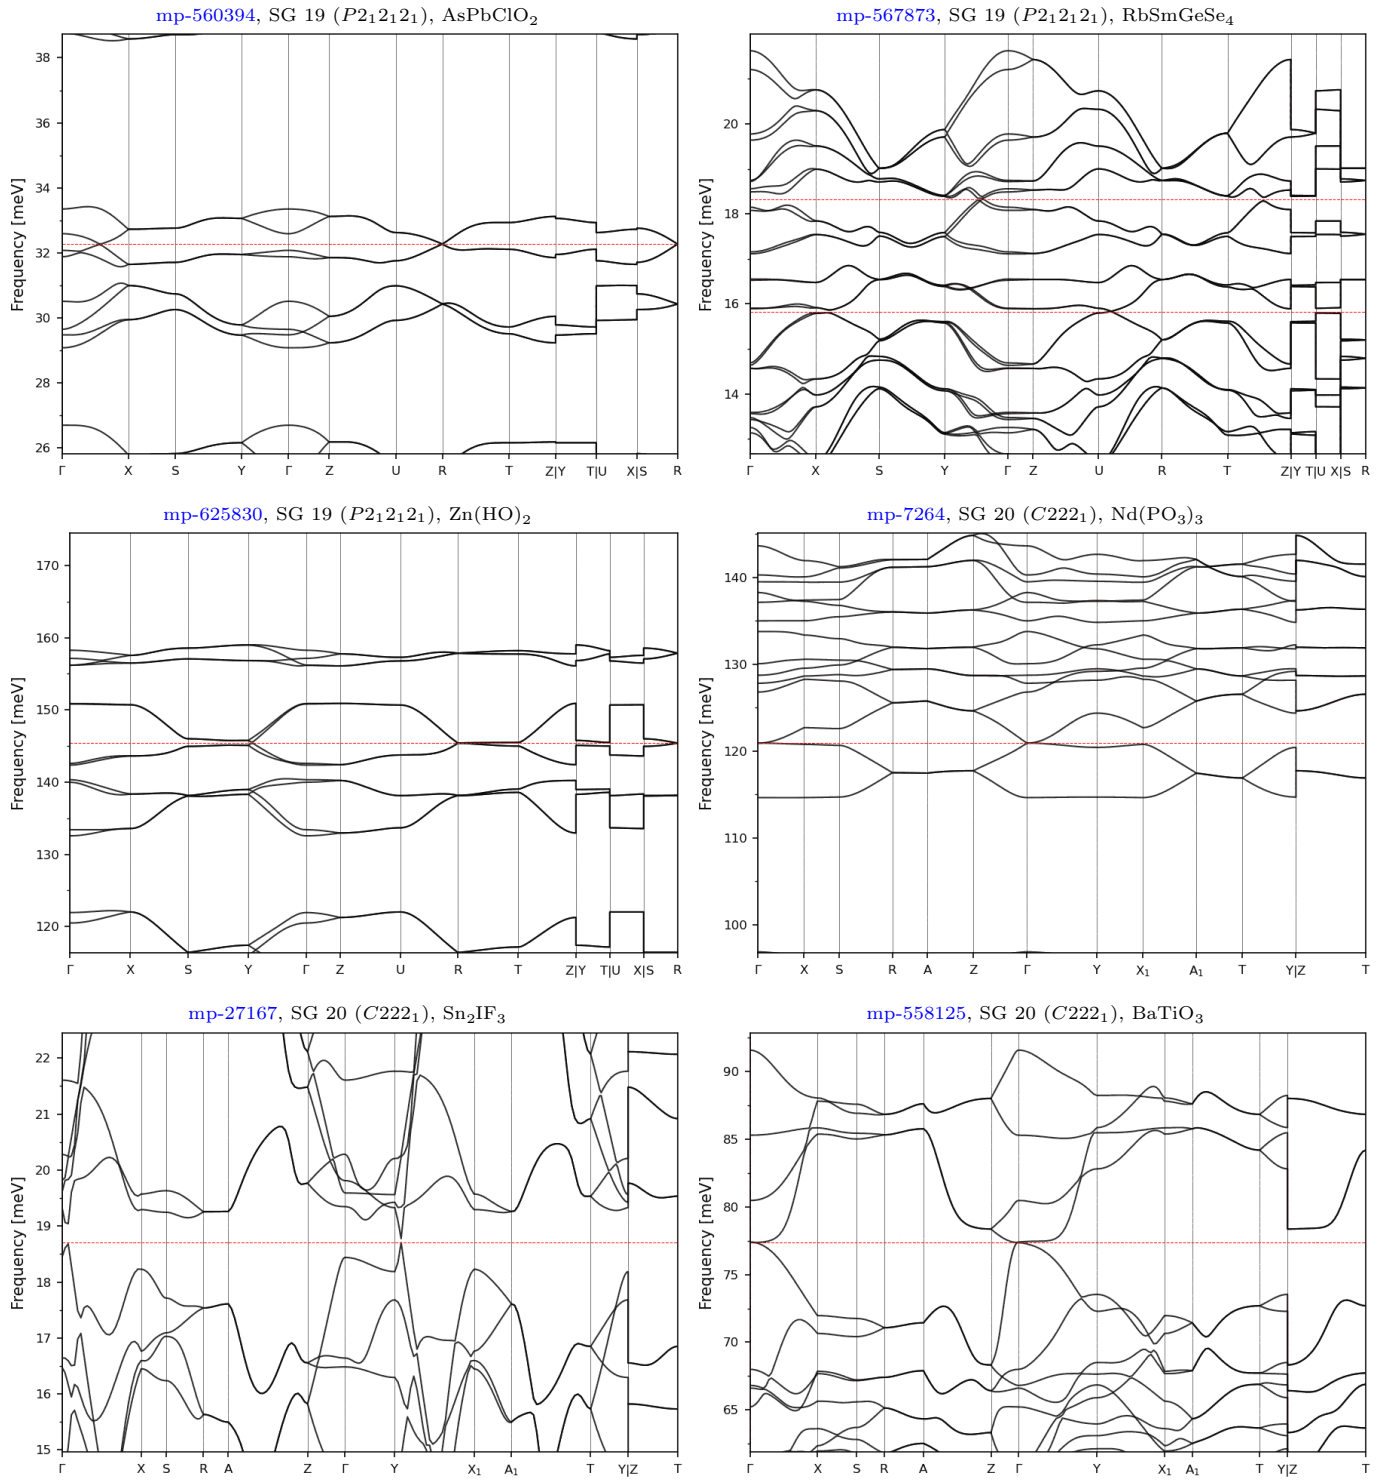 mp-560394, SG 19 (P2₁2₁2₁), AsPbClO₂
Frequency [meV]
38
36
34
32
30
28
26
Γ X S Y Γ Z U R T Z|Y T|U X|S R
mp-567873, SG 19 (P2₁2₁2₁), RbSmGeSe₄
Frequency [meV]
20
18
16
14
Γ X S Y Γ Z U R T Z|Y T|U X|S R
mp-625830, SG 19 (P2₁2₁2₁), Zn(HO)₂
Frequency [meV]
170
160
150
140
130
120
Γ X S Y Γ Z U R T Z|Y T|U X|S R
mp-7264, SG 20 (C222₁), Nd(PO₃)₃
Frequency [meV]
140
130
120
110
100
Γ X S R A Z Γ Y X₁ A₁ T Y|Z T
mp-27167, SG 20 (C222₁), Sn₂IF₃
Frequency [meV]
22
21
20
19
18
17
16
15
Γ X S R A Z Γ Y X₁ A₁ T Y|Z T
mp-558125, SG 20 (C222₁), BaTiO₃
Frequency [meV]
90
85
80
75
70
65
Γ X S R A Z Γ Y X₁ A₁ T Y|Z T